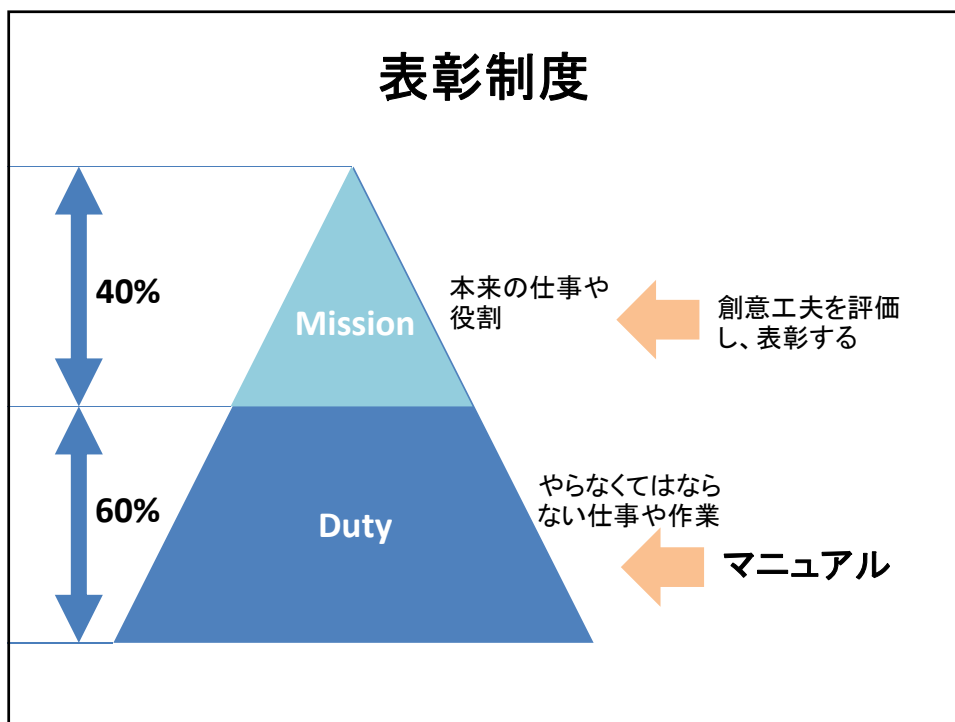 表彰制度
40%
Mission
本来の仕事や
役割
創意工夫を評価
し、表彰する
60%
Duty
やらなくてはなら
ない仕事や作業
マニュアル